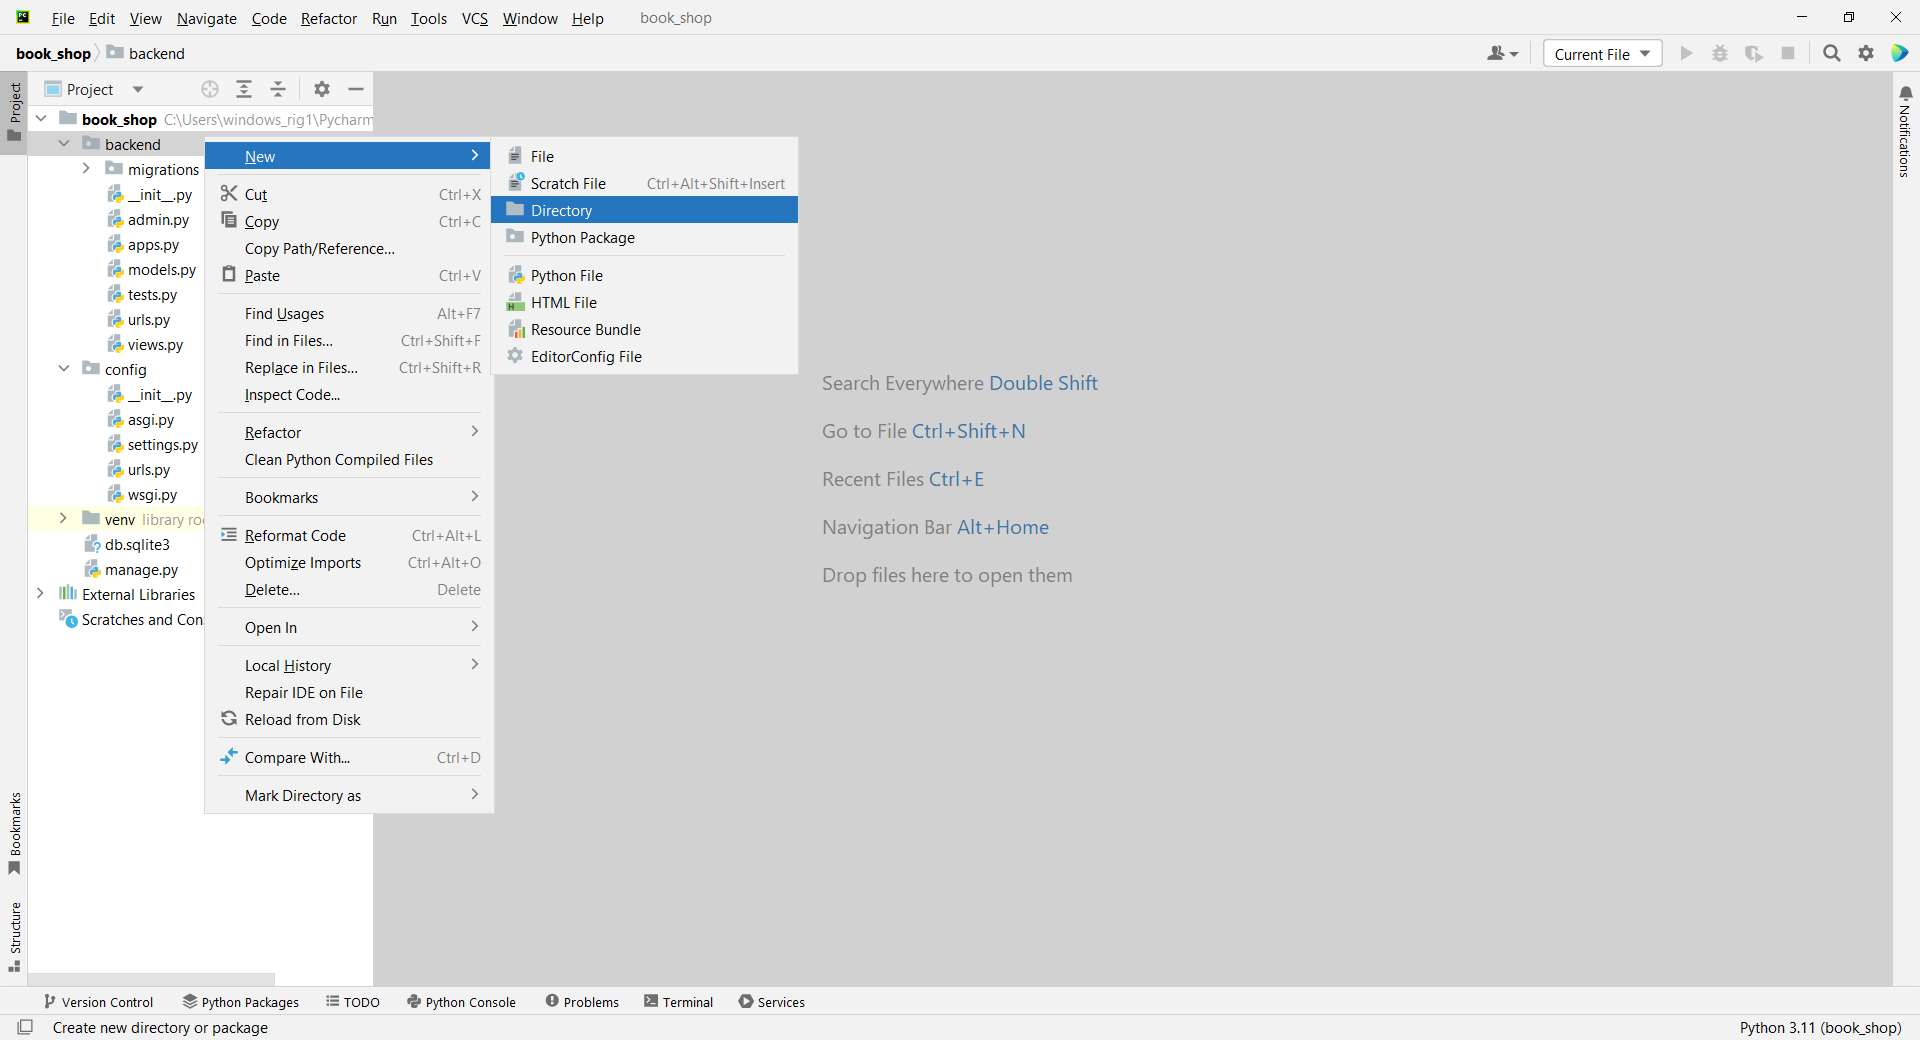 File Edit View Navigate Code Refactor Run Tools VCS Window Help book_shop
book_shop backend
Current File
Project
Project
book_shop C:\Users\windows_rig1\Pycharm
backend
migrations
__init__.py
admin.py
apps.py
models.py
tests.py
urls.py
views.py
config
__init__.py
asgi.py
settings.py
urls.py
wsgi.py
venv library roo
db.sqlite3
manage.py
External Libraries
Scratches and Con
New
Cut Ctrl+X
Copy Ctrl+C
Copy Path/Reference...
Paste Ctrl+V
Find Usages Alt+F7
Find in Files... Ctrl+Shift+F
Replace in Files... Ctrl+Shift+R
Inspect Code...
Refactor
Clean Python Compiled Files
Bookmarks
Reformat Code Ctrl+Alt+L
Optimize Imports Ctrl+Alt+O
Delete... Delete
Open In
Local History
Repair IDE on File
Reload from Disk
Compare With... Ctrl+D
Mark Directory as
File
Scratch File Ctrl+Alt+Shift+Insert
Directory
Python Package
Python File
HTML File
Resource Bundle
EditorConfig File
Search Everywhere Double Shift
Go to File Ctrl+Shift+N
Recent Files Ctrl+E
Navigation Bar Alt+Home
Drop files here to open them
Notifications
Bookmarks
Structure
Version Control Python Packages TODO Python Console Problems Terminal Services
Create new directory or package Python 3.11 (book_shop)